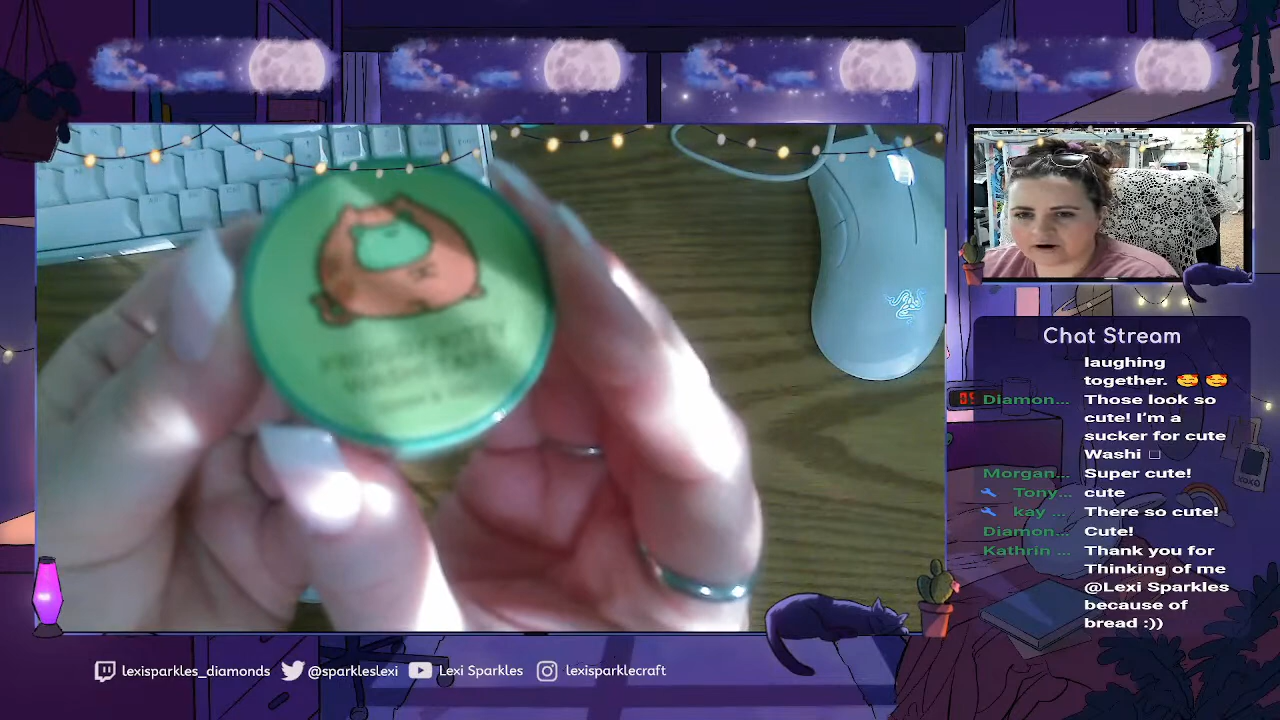 Chat Stream
laughing
together. 🥰 🥰
Diamon... Those look so
cute! I'm a
sucker for cute
Washi □
Morgan... Super cute!
Tony... cute
kay ... There so cute!
Diamon... Cute!
Kathrin ... Thank you for
Thinking of me
@Lexi Sparkles
because of
bread :))
lexisparkles_diamonds @sparkleslexi Lexi Sparkles lexisparklecraft